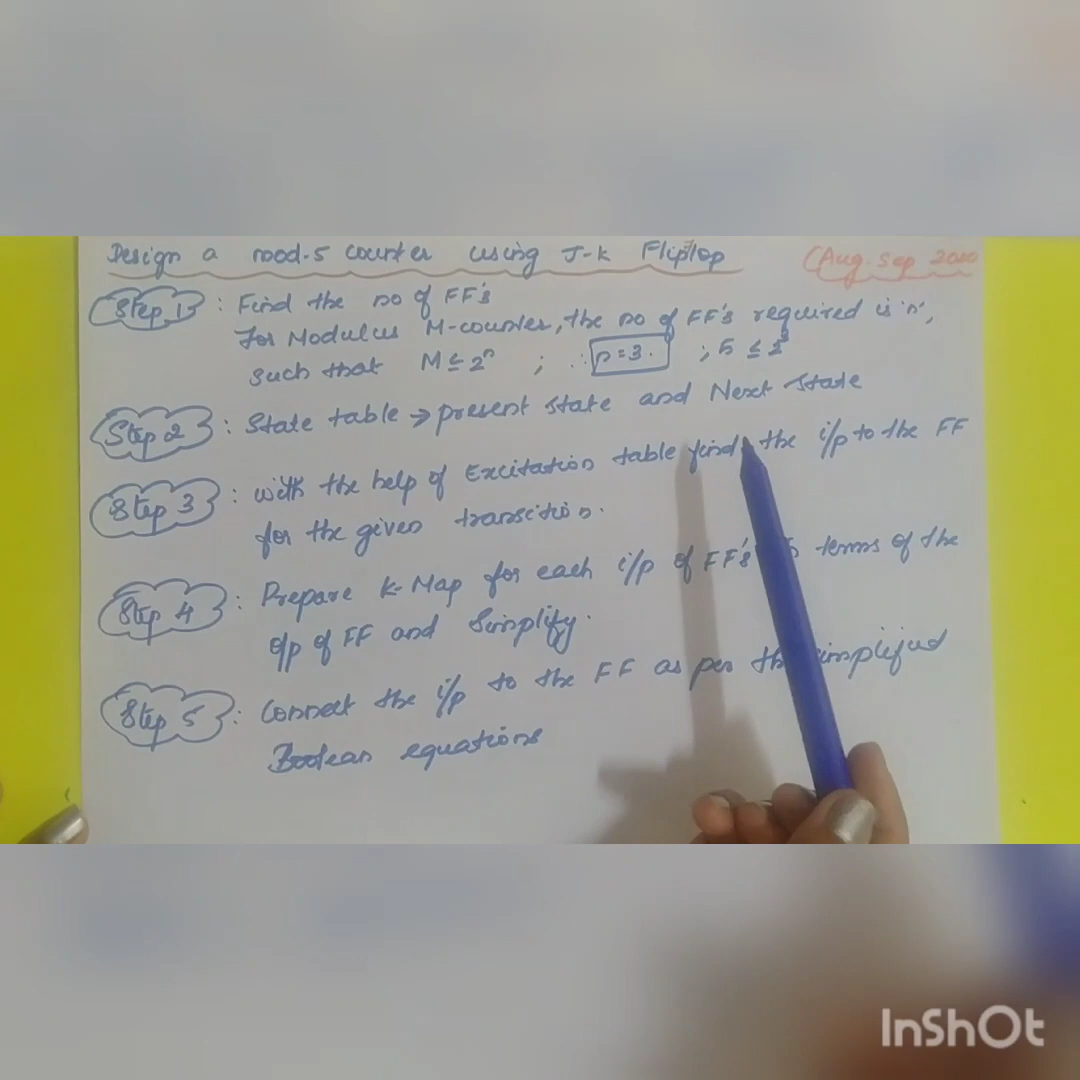 Design a mod-5 counter using J-K Flipflop (Aug.Sep 2020
Step 1 : Find the no of FF's
For Modulus M-counter, the no of FF's required is 'n',
such that M ≤ 2ⁿ ; ∴ n = 3. ; 5 ≤ 2³
Step 2 : State table → present state and Next State
Step 3 : with the help of Excitation table find the i/p to the FF
for the given transition.
Step 4 : Prepare K-Map for each i/p of FF's terms of the
o/p of FF and Simplify.
Step 5 : Connect the i/p to the FF as per the simplified
Boolean equations
InShOt